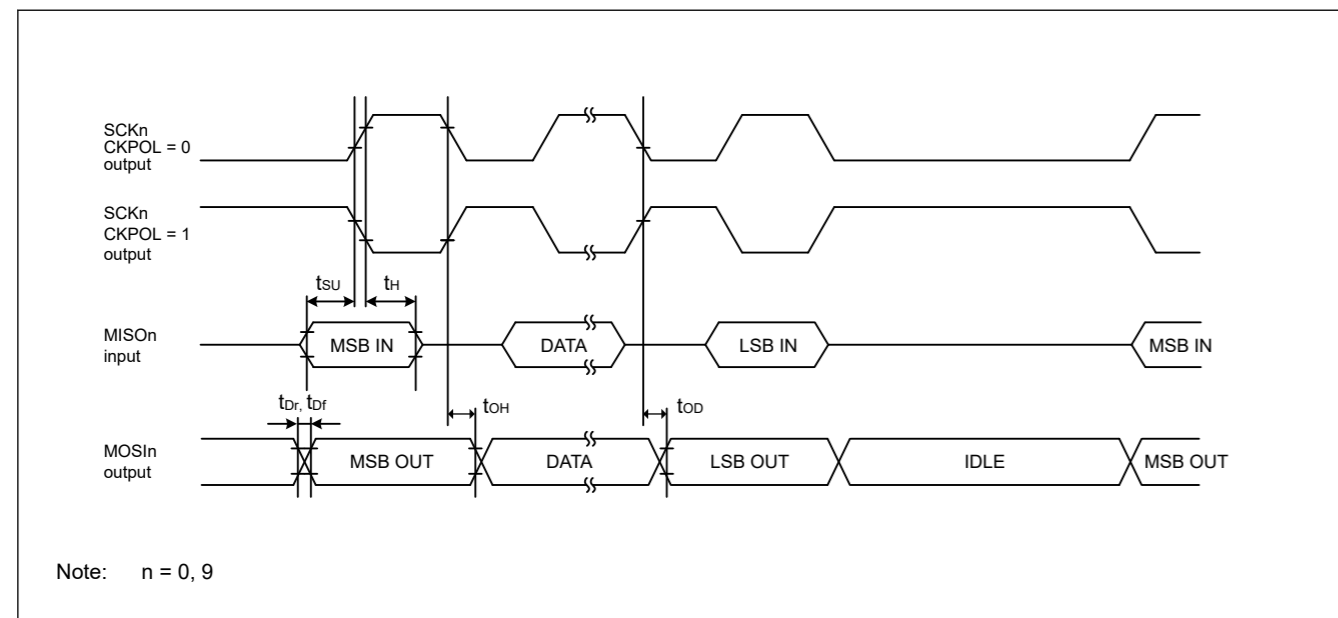 SCKn
CKPOL = 0
output
SCKn
CKPOL = 1
output
tSU
tH
MISOn
input
MSB IN
DATA
LSB IN
MSB IN
tDr, tDf
tOH
tOD
MOSIn
output
MSB OUT
DATA
LSB OUT
IDLE
MSB OUT
Note: n = 0, 9